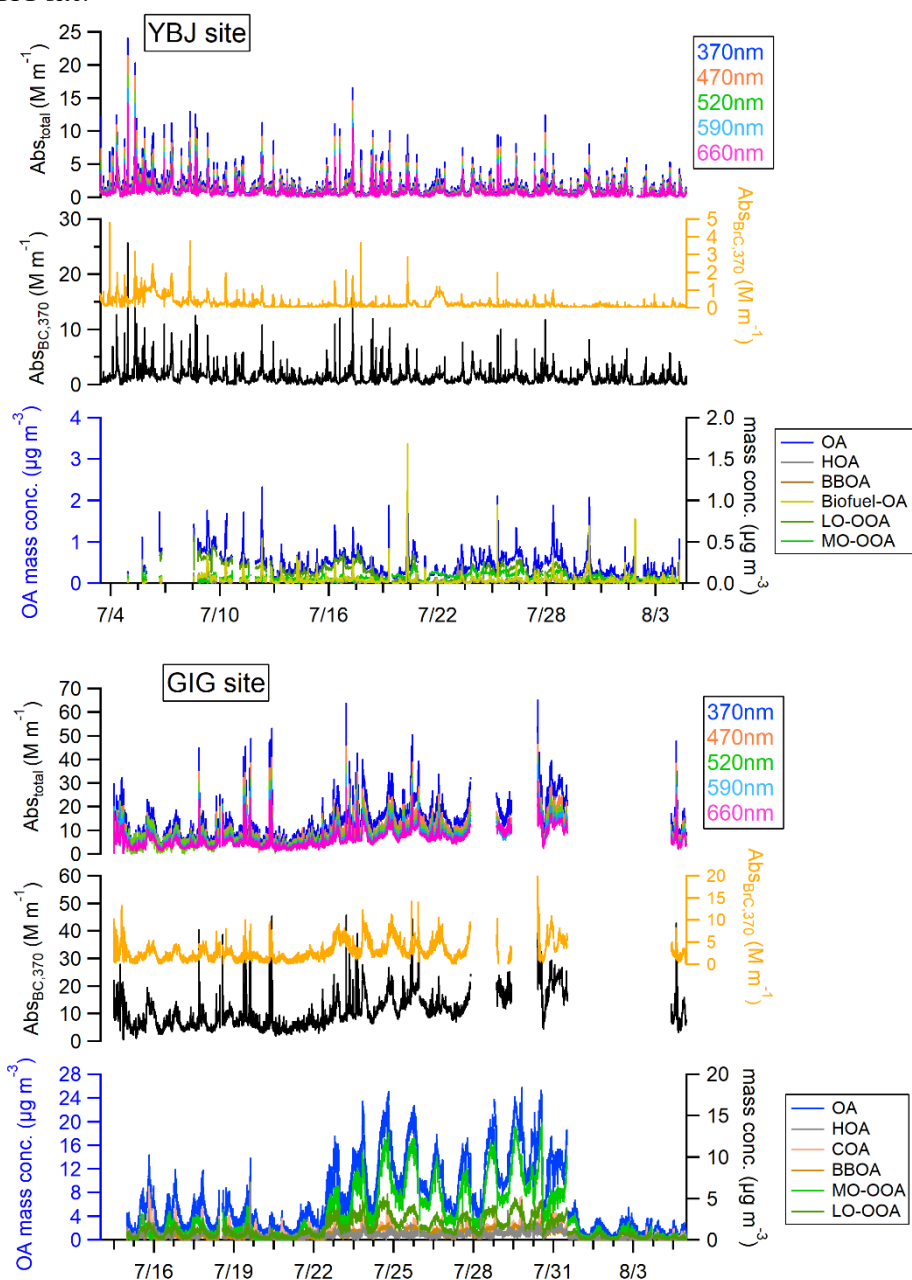 YBJ site
Abs_total (M m⁻¹)
25
20
15
10
5
0
370nm
470nm
520nm
590nm
660nm
Abs_BC,370 (M m⁻¹)
30
20
10
0
5
4
3
2
1
0
Abs_BrC,370 (M m⁻¹)
OA mass conc. (µg m⁻³)
4
3
2
1
0
2.0
1.5
1.0
0.5
0.0
mass conc. (µg m⁻³)
OA
HOA
BBOA
Biofuel-OA
LO-OOA
MO-OOA
7/4 7/10 7/16 7/22 7/28 8/3
GIG site
Abs_total (M m⁻¹)
70
60
50
40
30
20
10
0
370nm
470nm
520nm
590nm
660nm
Abs_BC,370 (M m⁻¹)
60
50
40
30
20
10
0
20
15
10
5
0
Abs_BrC,370 (M m⁻¹)
OA mass conc. (µg m⁻³)
28
24
20
16
12
8
4
0
20
15
10
5
0
mass conc. (µg m⁻³)
OA
HOA
COA
BBOA
MO-OOA
LO-OOA
7/16 7/19 7/22 7/25 7/28 7/31 8/3